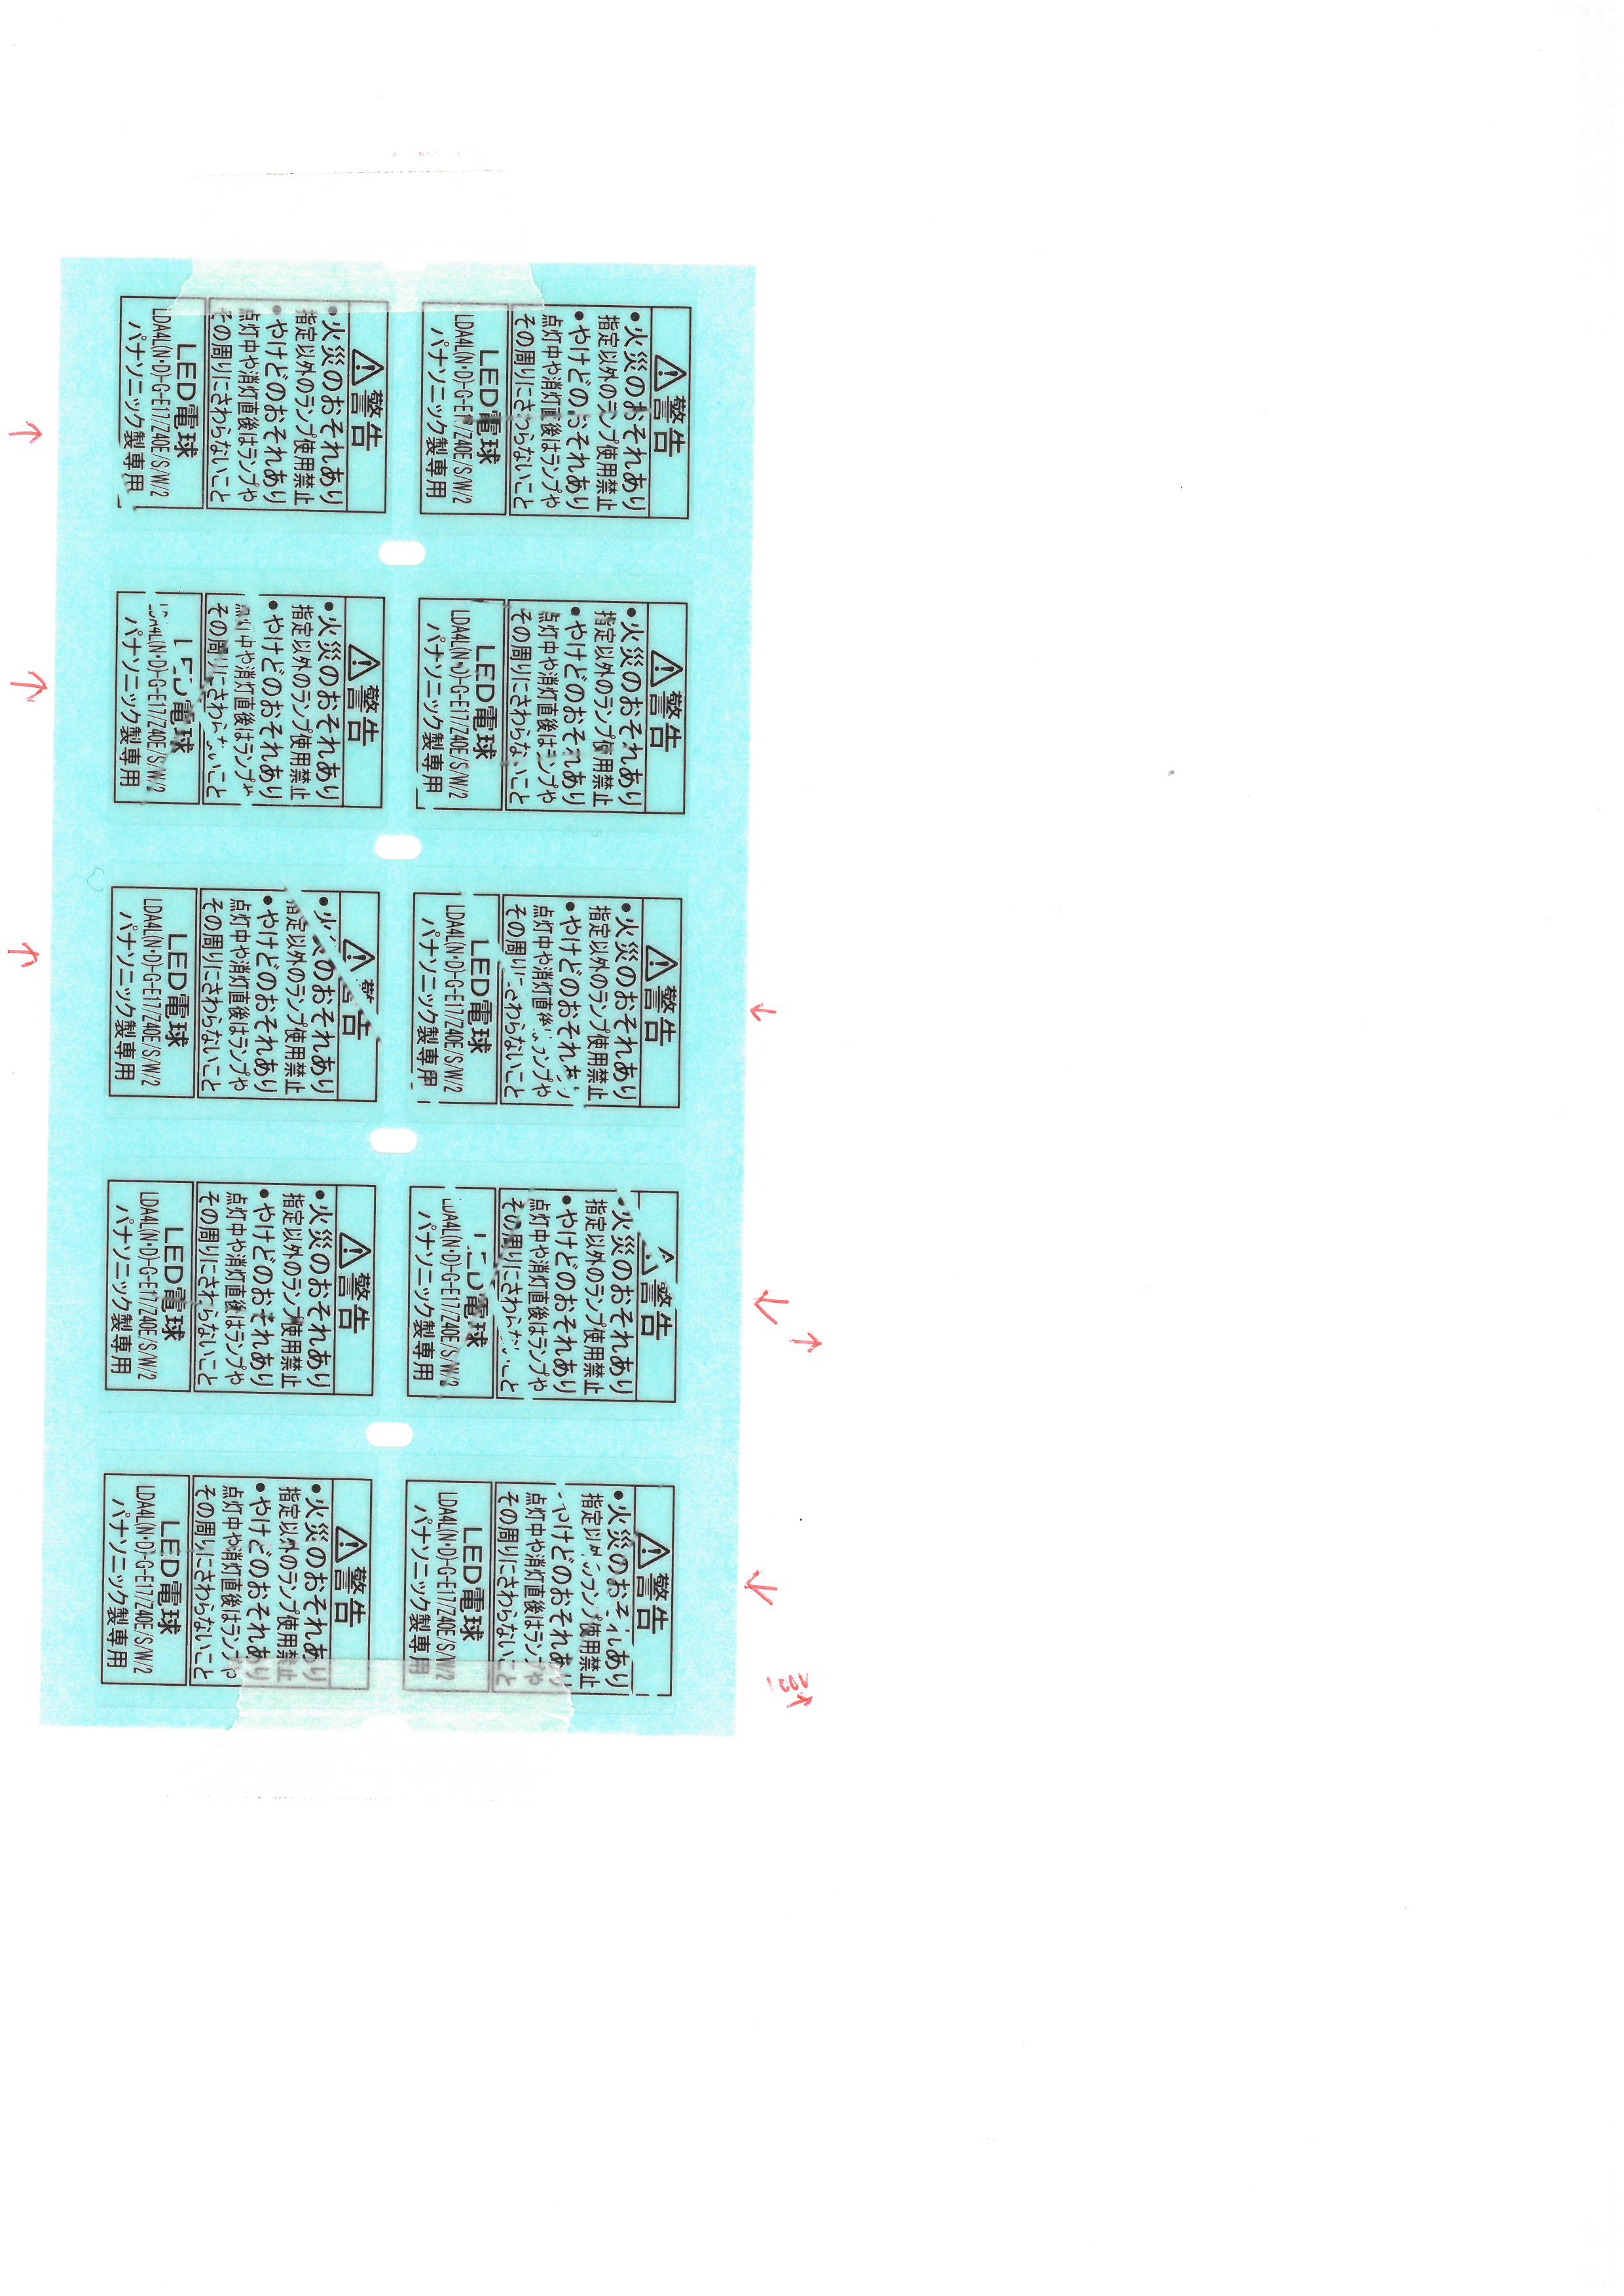 ⚠警告
●火災のおそれあり
指定以外のランプ使用禁止
●やけどのおそれあり
点灯中や消灯直後はランプや
その周りにさわらないこと
LED電球
LDA4L(N・D)-G-E17/Z40E/S/W/2
パナソニック製専用
⚠警告
●火災のおそれあり
指定以外のランプ使用禁止
●やけどのおそれあり
点灯中や消灯直後はランプや
その周りにさわらないこと
LED電球
LDA4L(N・D)-G-E17/Z40E/S/W/2
パナソニック製専用
⚠警告
●火災のおそれあり
指定以外のランプ使用禁止
●やけどのおそれあり
点灯中や消灯直後はランプや
その周りにさわらないこと
LED電球
LDA4L(N・D)-G-E17/Z40E/S/W/2
パナソニック製専用
⚠警告
●火災のおそれあり
指定以外のランプ使用禁止
●やけどのおそれあり
点灯中や消灯直後はランプや
その周りにさわらないこと
LED電球
LDA4L(N・D)-G-E17/Z40E/S/W/2
パナソニック製専用
⚠警告
●火災のおそれあり
指定以外のランプ使用禁止
やけどのおそれあり
点灯中や消灯直後はランプや
その周りにさわらないこと
LED電球
LDA4L(N・D)-G-E17/Z40E/S/W/2
パナソニック製専用
⚠警告
●火災のおそれあり
指定以外のランプ使用禁止
●やけどのおそれあり
点灯中や消灯直後はランプや
その周りにさわらないこと
LED電球
LDA4L(N・D)-G-E17/Z40E/S/W/2
パナソニック製専用
⚠警告
●火災のおそれあり
指定以外のランプ使用禁止
●やけどのおそれあり
点灯中や消灯直後はランプや
その周りにさわらないこと
LED電球
LDA4L(N・D)-G-E17/Z40E/S/W/2
パナソニック製専用
⚠警告
●火災のおそれあり
指定以外のランプ使用禁止
●やけどのおそれあり
点灯中や消灯直後はランプや
その周りにさわらないこと
LED電球
LDA4L(N・D)-G-E17/Z40E/S/W/2
パナソニック製専用
⚠警告
●火災のおそれあり
指定以外のランプ使用禁止
●やけどのおそれあり
点灯中や消灯直後はランプや
その周りにさわらないこと
LED電球
LDA4L(N・D)-G-E17/Z40E/S/W/2
パナソニック製専用
⚠警告
●火災のおそれあり
指定以外のランプ使用禁止
●やけどのおそれあり
点灯中や消灯直後はランプや
その周りにさわらないこと
LED電球
LDA4L(N・D)-G-E17/Z40E/S/W/2
パナソニック製専用